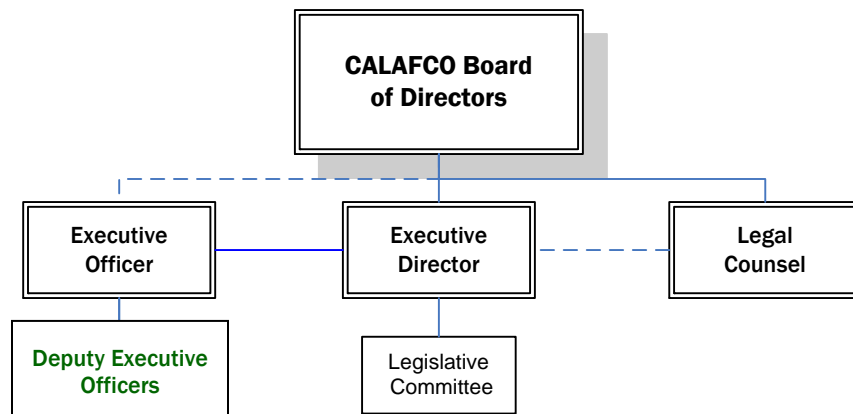 CALAFCO Board
of Directors
Executive
Officer
Executive
Director
Legal
Counsel
Deputy Executive
Officers
Legislative
Committee